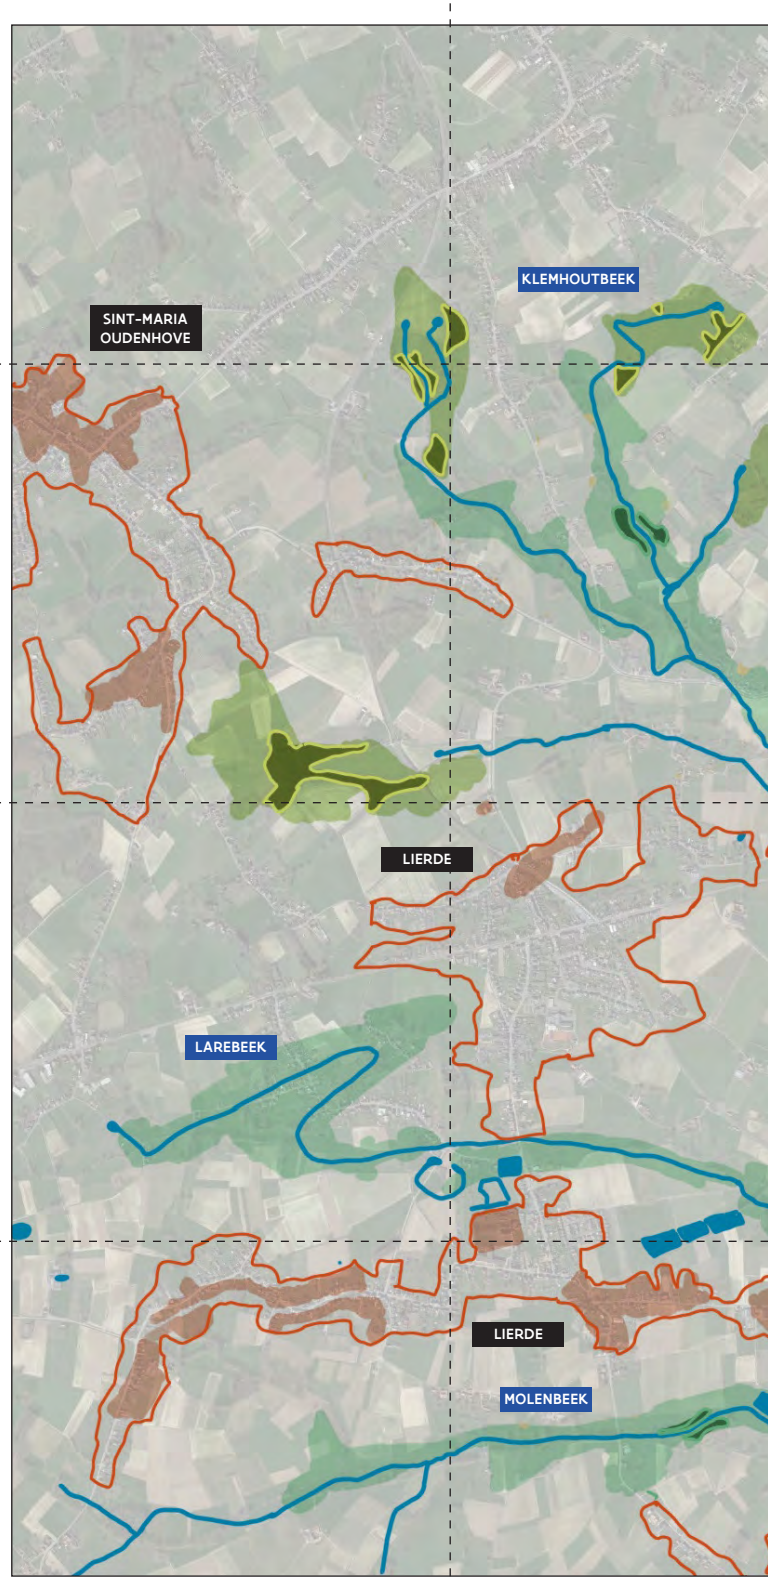 KLEMHOUTBEEK
SINT-MARIA
OUDENHOVE
LIERDE
LAREBEEK
LIERDE
MOLENBEEK